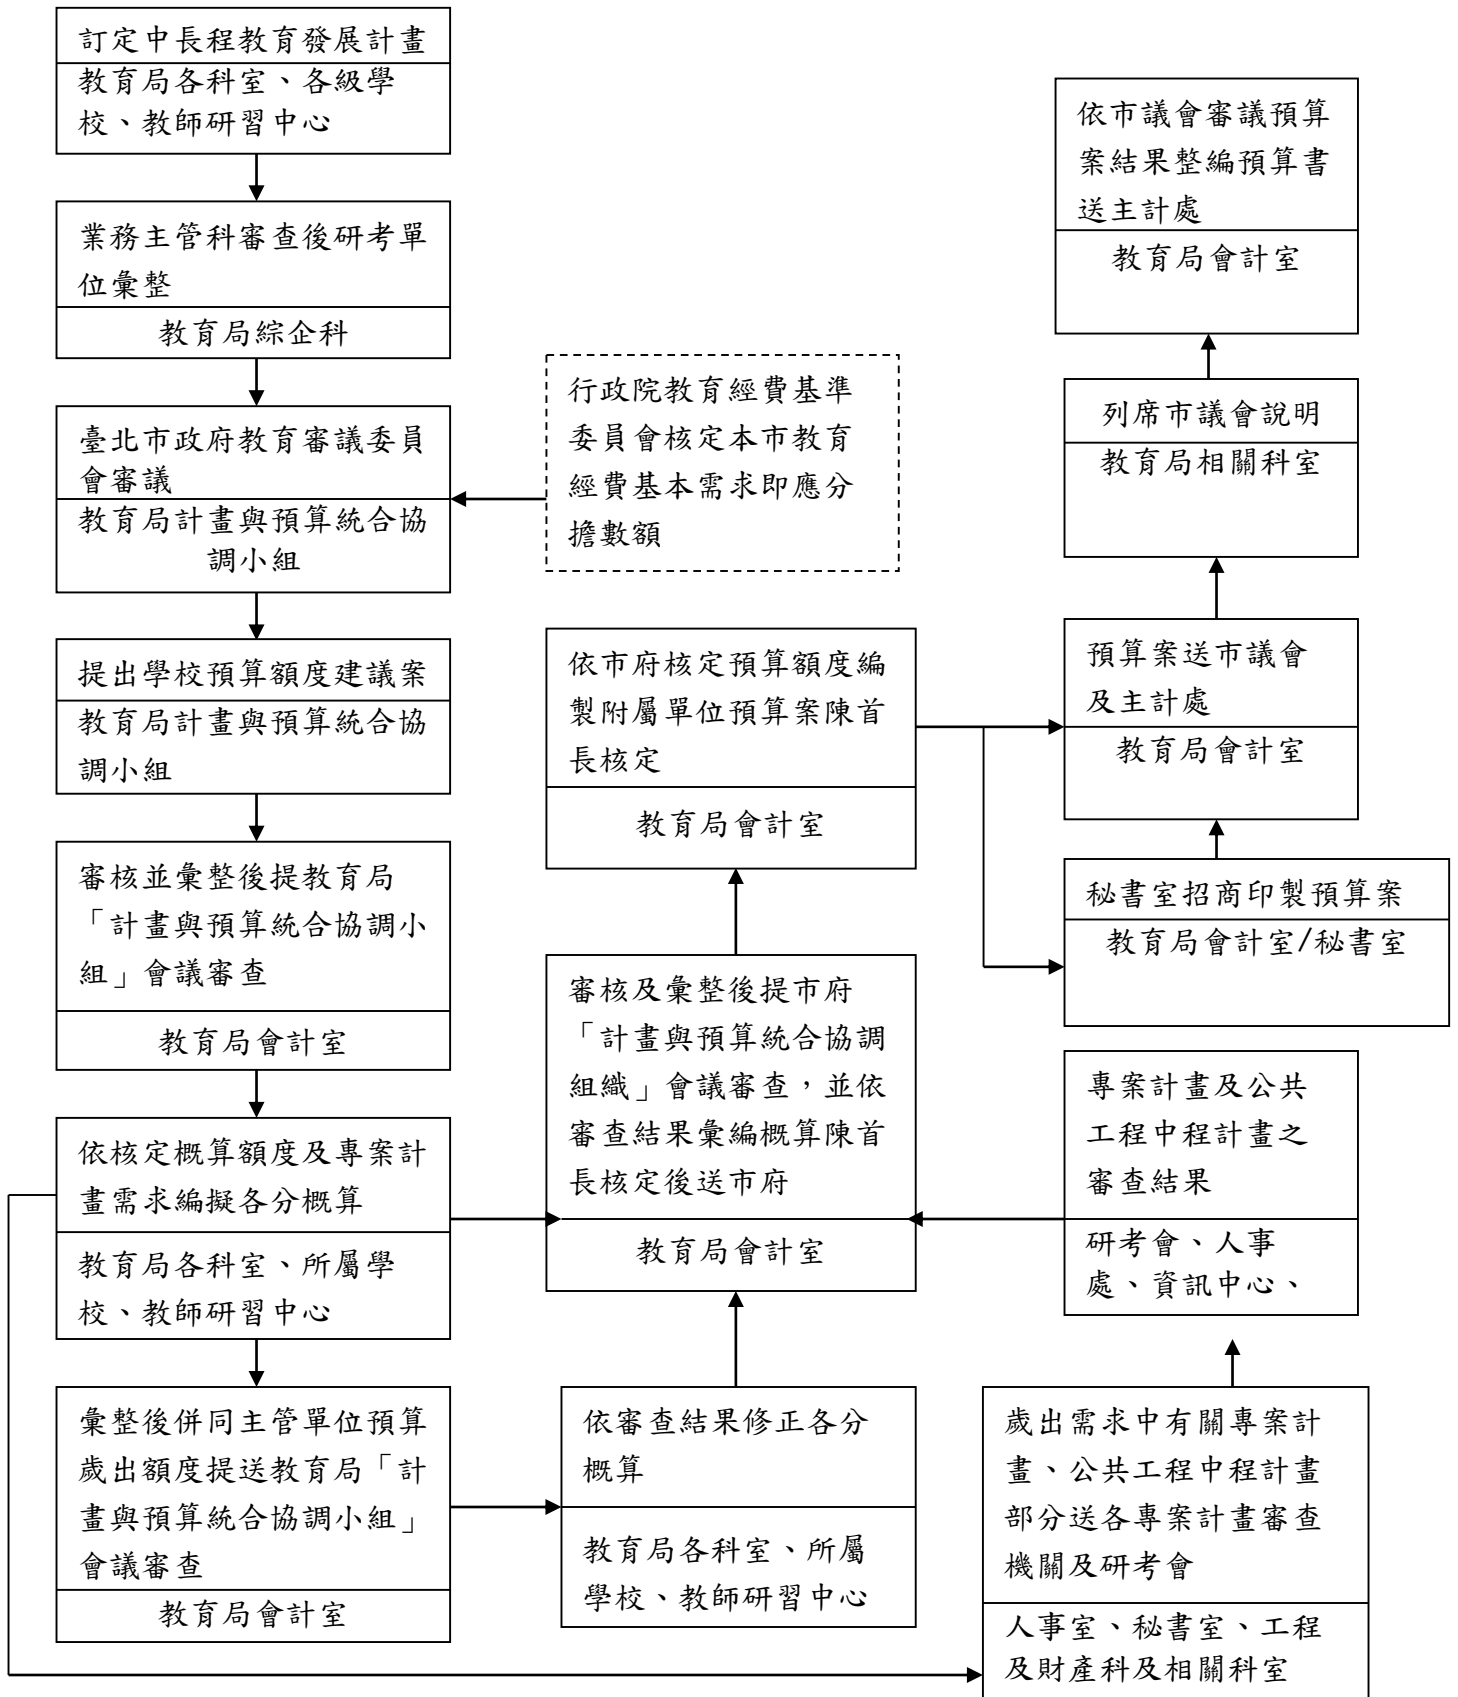 訂定中長程教育發展計畫
教育局各科室、各級學
校、教師研習中心
業務主管科審查後研考單
位彙整
教育局綜企科
臺北市政府教育審議委員
會審議
教育局計畫與預算統合協
調小組
提出學校預算額度建議案
教育局計畫與預算統合協
調小組
審核並彙整後提教育局
「計畫與預算統合協調小
組」會議審查
教育局會計室
依核定概算額度及專案計
畫需求編擬各分概算
教育局各科室、所屬學
校、教師研習中心
彙整後併同主管單位預算
歲出額度提送教育局「計
畫與預算統合協調小組」
會議審查
教育局會計室
行政院教育經費基準
委員會核定本市教育
經費基本需求即應分
擔數額
依市府核定預算額度編
製附屬單位預算案陳首
長核定
教育局會計室
審核及彙整後提市府
「計畫與預算統合協調
組織」會議審查，並依
審查結果彙編概算陳首
長核定後送市府
教育局會計室
依審查結果修正各分
概算
教育局各科室、所屬
學校、教師研習中心
依市議會審議預算
案結果整編預算書
送主計處
教育局會計室
列席市議會說明
教育局相關科室
預算案送市議會
及主計處
教育局會計室
秘書室招商印製預算案
教育局會計室/秘書室
專案計畫及公共
工程中程計畫之
審查結果
研考會、人事
處、資訊中心、
歲出需求中有關專案計
畫、公共工程中程計畫
部分送各專案計畫審查
機關及研考會
人事室、秘書室、工程
及財產科及相關科室